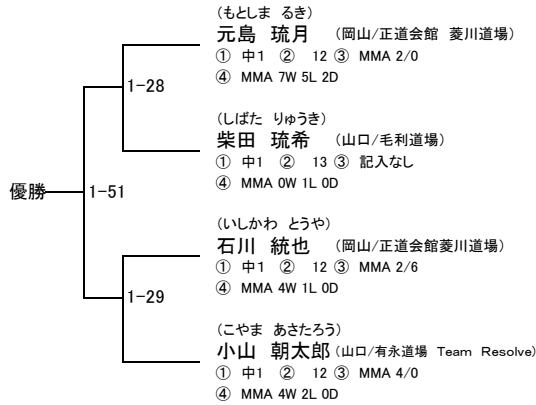 (もとしま るき)
元島 琉月 (岡山/正道会館 菱川道場)
① 中1 ② 12 ③ MMA 2/0
④ MMA 7W 5L 2D
1-28
(しばた りゅうき)
柴田 琉希 (山口/毛利道場)
① 中1 ② 13 ③ 記入なし
④ MMA 0W 1L 0D
優勝 1-51
(いしかわ とうや)
石川 統也 (岡山/正道会館菱川道場)
① 中1 ② 12 ③ MMA 2/6
④ MMA 4W 1L 0D
1-29
(こやま あさたろう)
小山 朝太郎 (山口/有永道場 Team Resolve)
① 中1 ② 12 ③ MMA 4/0
④ MMA 4W 2L 0D